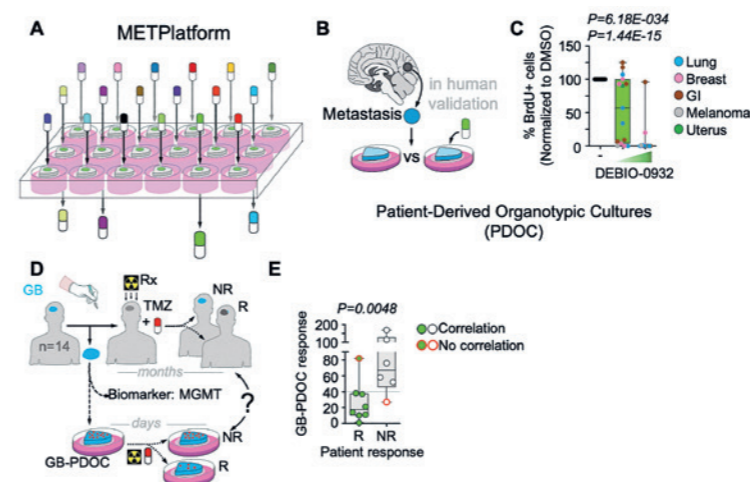 A
METPlatform
B
in human
validation
Metastasis
VS
C
P=6.18E-034
P=1.44E-15
% BrdU+ cells
(Normalized to DMSO)
150
100
50
0
-
DEBIO-0932
Lung
Breast
GI
Melanoma
Uterus
Patient-Derived Organotypic Cultures
(PDOC)
D
GB
n=14
Rx
TMZ
+
NR
R
months
Biomarker: MGMT
?
days
GB-PDOC
NR
R
E
P=0.0048
GB-PDOC response
200
100
80
60
40
20
0
R NR
Patient response
Correlation
No correlation